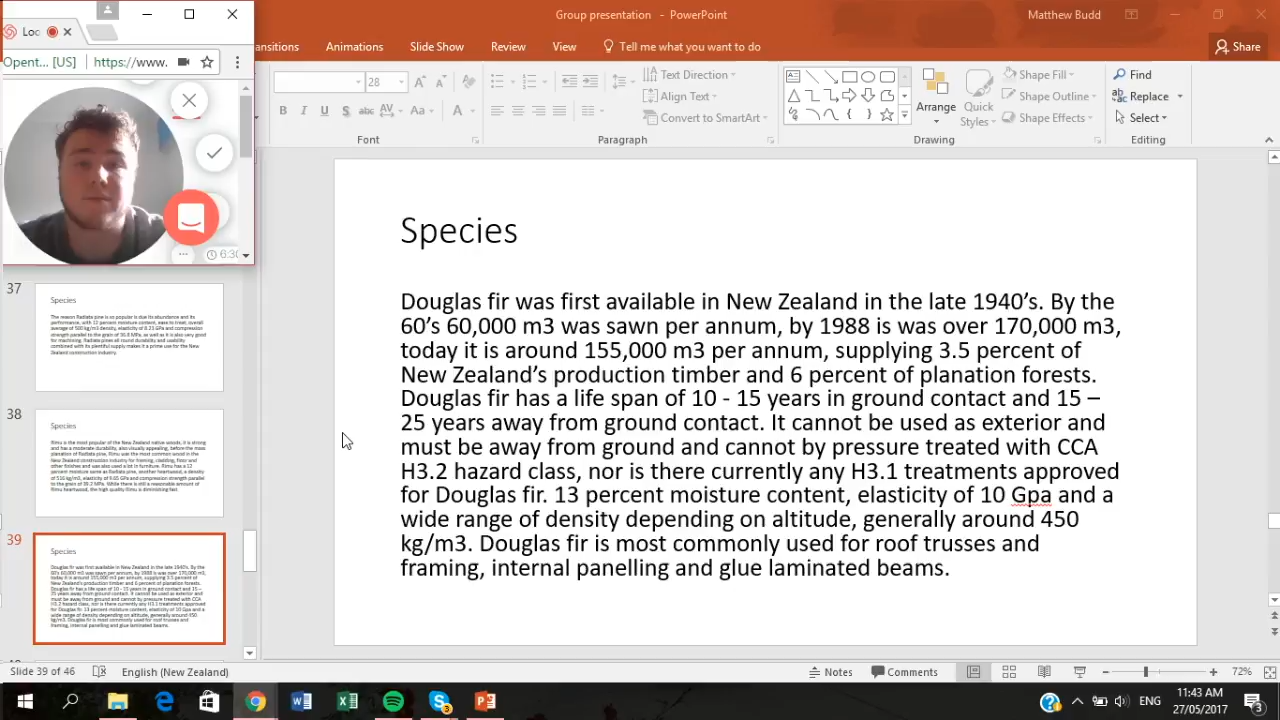 Group presentation - PowerPoint
Matthew Budd
Loc
Opent... [US]
https://www.
Animations
Slide Show
Review
View
Tell me what you want to do
Share
28
Text Direction
Align Text
Convert to SmartArt
Arrange
Quick Styles
Shape Fill
Shape Outline
Shape Effects
Find
Replace
Select
Font
Paragraph
Drawing
Editing
6:30
Species
Douglas fir was first available in New Zealand in the late 1940's. By the
60's 60,000 m3 was sawn per annum, by 1988 is was over 170,000 m3,
today it is around 155,000 m3 per annum, supplying 3.5 percent of
New Zealand's production timber and 6 percent of planation forests.
Douglas fir has a life span of 10 - 15 years in ground contact and 15 –
25 years away from ground contact. It cannot be used as exterior and
must be away from ground and cannot by pressure treated with CCA
H3.2 hazard class, nor is there currently any H3.1 treatments approved
for Douglas fir. 13 percent moisture content, elasticity of 10 Gpa and a
wide range of density depending on altitude, generally around 450
kg/m3. Douglas fir is most commonly used for roof trusses and
framing, internal panelling and glue laminated beams.
37
Species
38
Species
39
Species
Slide 39 of 46
English (New Zealand)
Notes
Comments
72%
ENG
11:43 AM
27/05/2017